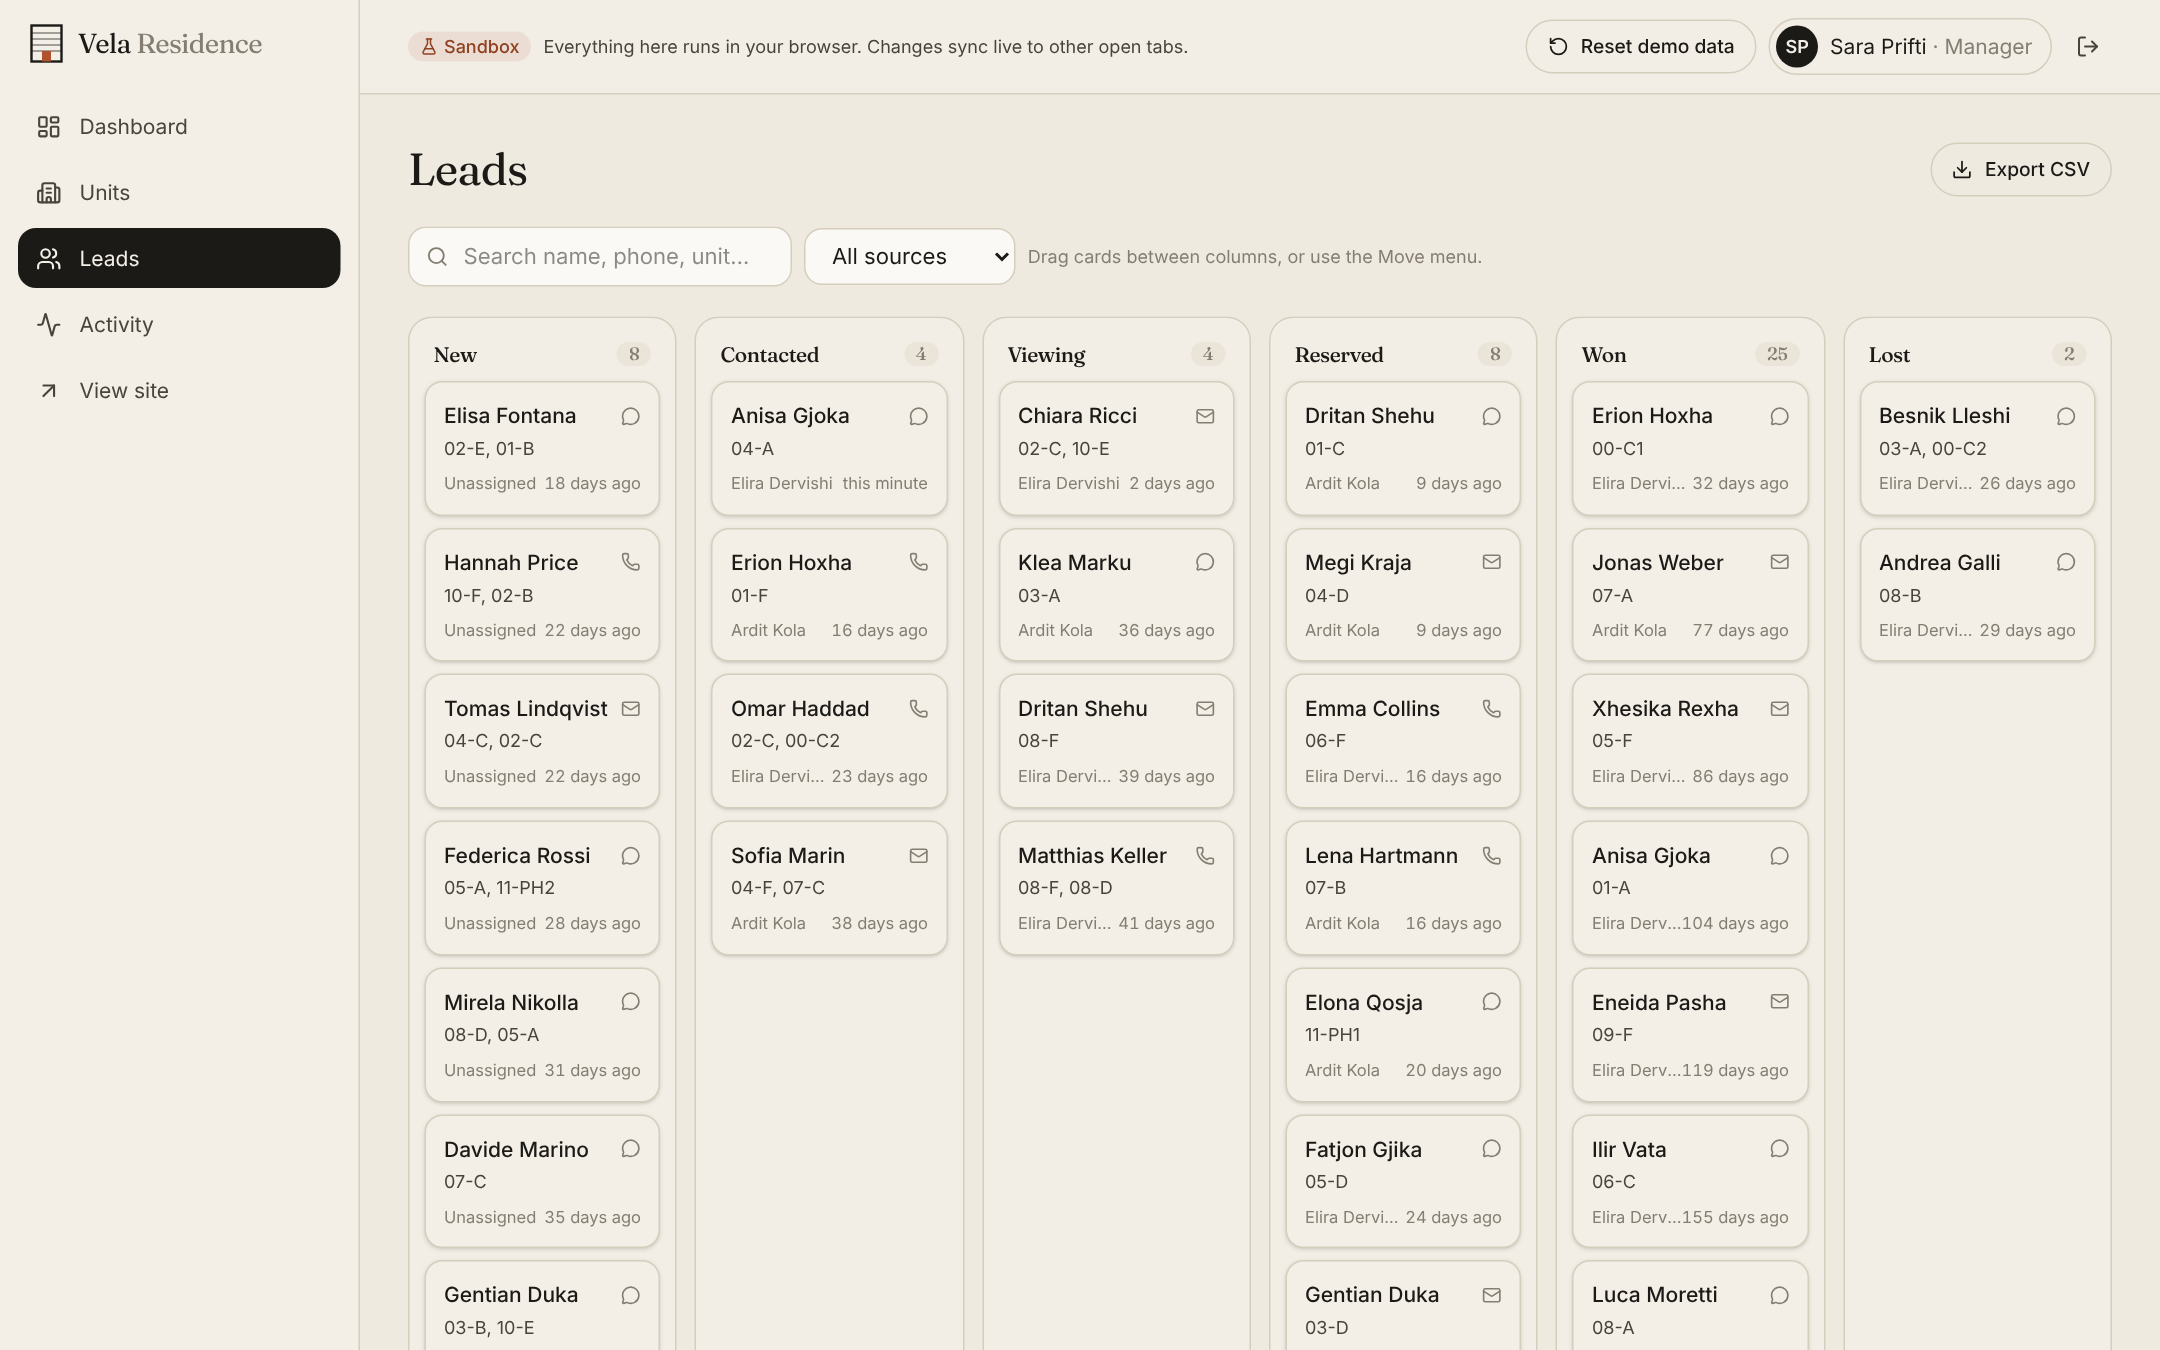 Vela Residence
Dashboard
Units
Leads
Activity
View site
Sandbox
Everything here runs in your browser. Changes sync live to other open tabs.
Reset demo data
SP
Sara Prifti · Manager
Leads
Export CSV
Search name, phone, unit...
All sources
Drag cards between columns, or use the Move menu.
New
8
Elisa Fontana
02-E, 01-B
Unassigned 18 days ago
Hannah Price
10-F, 02-B
Unassigned 22 days ago
Tomas Lindqvist
04-C, 02-C
Unassigned 22 days ago
Federica Rossi
05-A, 11-PH2
Unassigned 28 days ago
Mirela Nikolla
08-D, 05-A
Unassigned 31 days ago
Davide Marino
07-C
Unassigned 35 days ago
Gentian Duka
03-B, 10-E
Contacted
4
Anisa Gjoka
04-A
Elira Dervishi this minute
Erion Hoxha
01-F
Ardit Kola 16 days ago
Omar Haddad
02-C, 00-C2
Elira Dervi... 23 days ago
Sofia Marin
04-F, 07-C
Ardit Kola 38 days ago
Viewing
4
Chiara Ricci
02-C, 10-E
Elira Dervishi 2 days ago
Klea Marku
03-A
Ardit Kola 36 days ago
Dritan Shehu
08-F
Elira Dervi... 39 days ago
Matthias Keller
08-F, 08-D
Elira Dervi... 41 days ago
Reserved
8
Dritan Shehu
01-C
Ardit Kola 9 days ago
Megi Kraja
04-D
Ardit Kola 9 days ago
Emma Collins
06-F
Elira Dervi... 16 days ago
Lena Hartmann
07-B
Ardit Kola 16 days ago
Elona Qosja
11-PH1
Ardit Kola 20 days ago
Fatjon Gjika
05-D
Elira Dervi... 24 days ago
Gentian Duka
03-D
Won
25
Erion Hoxha
00-C1
Elira Dervi... 32 days ago
Jonas Weber
07-A
Ardit Kola 77 days ago
Xhesika Rexha
05-F
Elira Dervi... 86 days ago
Anisa Gjoka
01-A
Elira Derv...104 days ago
Eneida Pasha
09-F
Elira Derv...119 days ago
Ilir Vata
06-C
Elira Derv...155 days ago
Luca Moretti
08-A
Lost
2
Besnik Lleshi
03-A, 00-C2
Elira Dervi... 26 days ago
Andrea Galli
08-B
Elira Dervi... 29 days ago